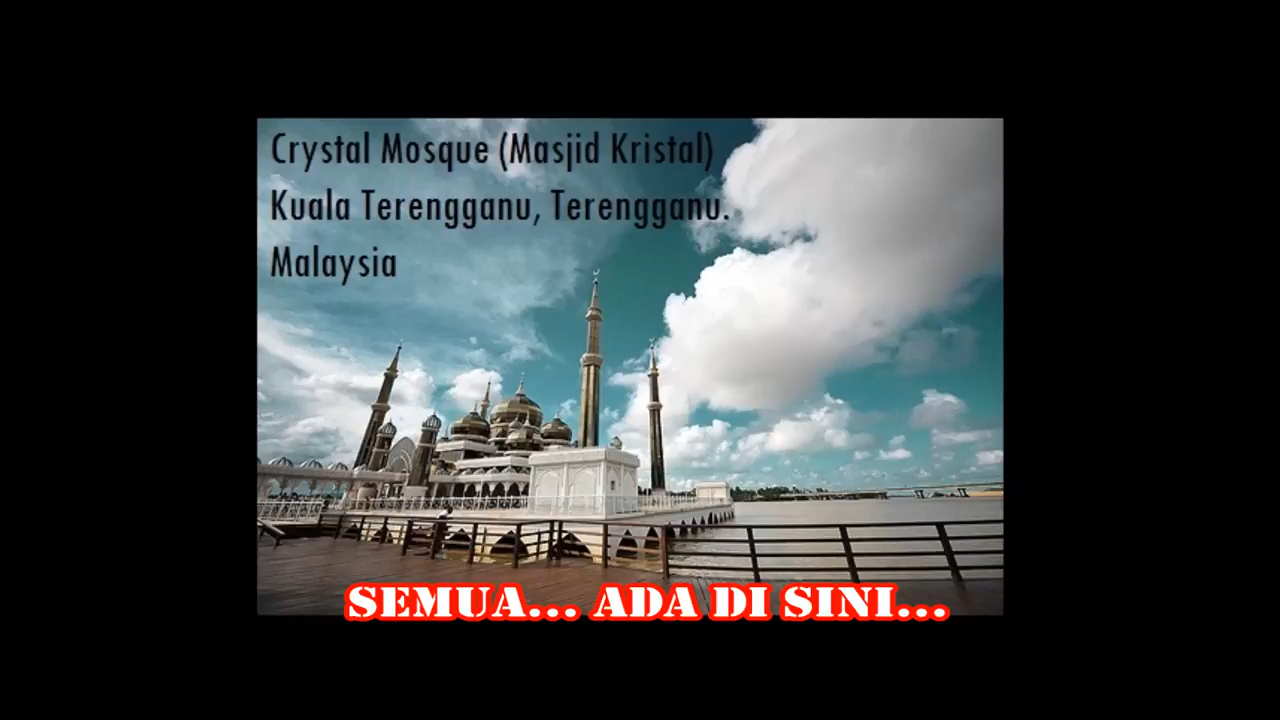 Crystal Mosque (Masjid Kristal)
Kuala Terengganu, Terengganu.
Malaysia
SEMUA... ADA DI SINI...